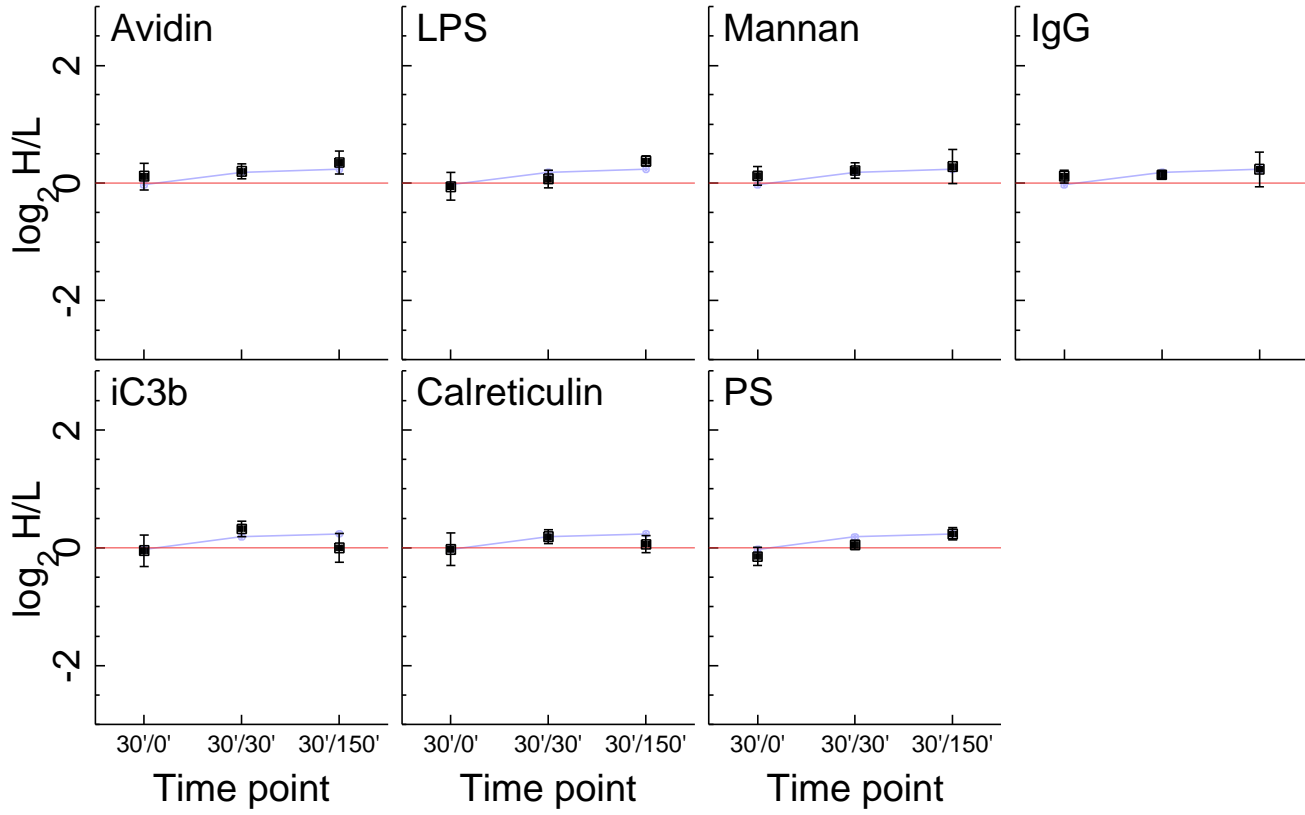 Avidin
LPS
Mannan
IgG
2
0
-2
log2 H/L
iC3b
Calreticulin
PS
2
0
-2
log2 H/L
30'/0' 30'/30' 30'/150'
30'/0' 30'/30' 30'/150'
30'/0' 30'/30' 30'/150'
Time point
Time point
Time point